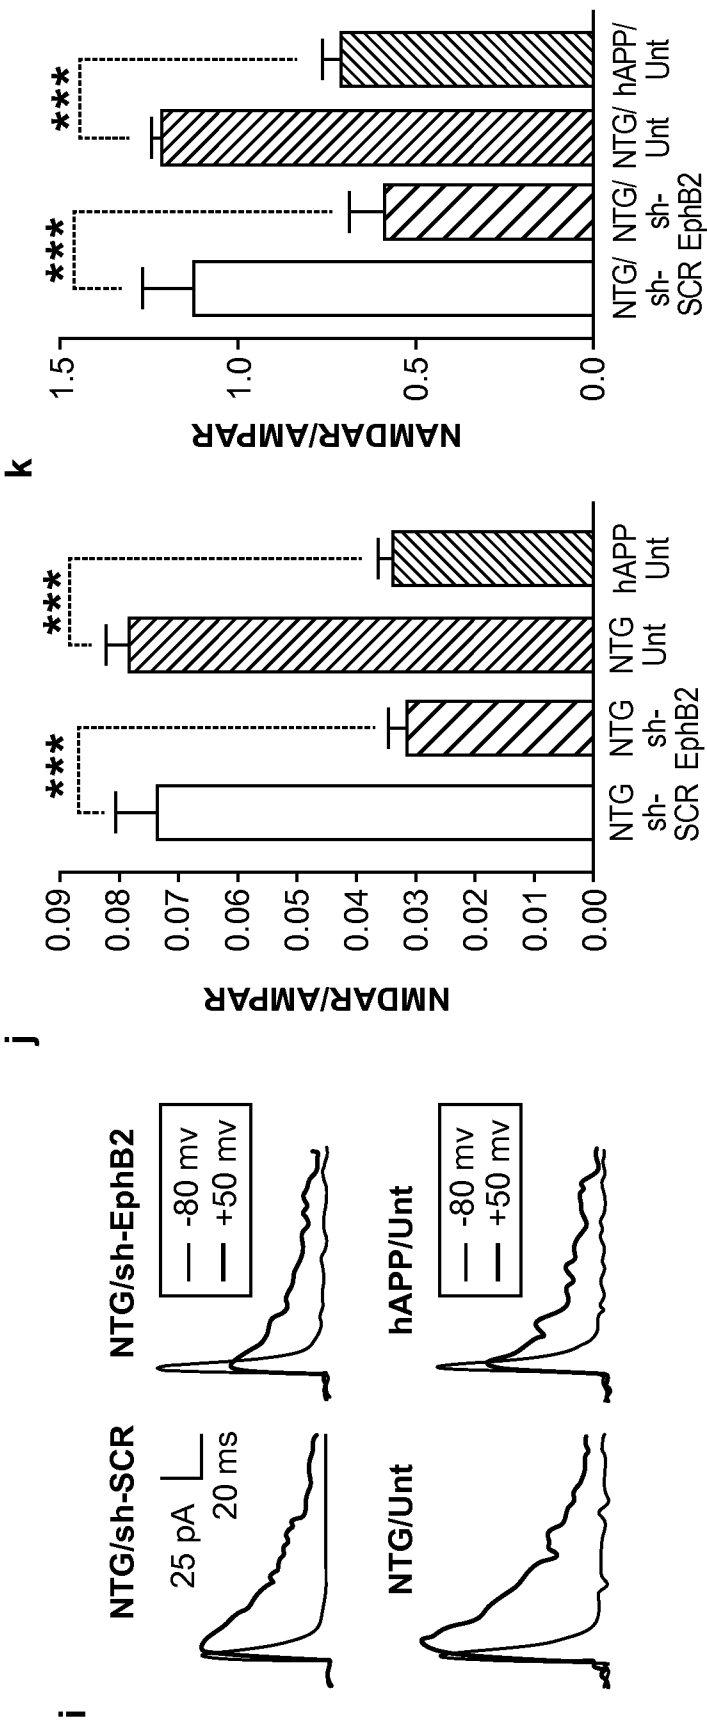 i
NTG/sh-SCR
25 pA
20 ms
NTG/sh-EphB2
-80 mv
+50 mv
NTG/Unt
hAPP/Unt
-80 mv
+50 mv
j
NMDAR/AMPAR
0.09
0.08
0.07
0.06
0.05
0.04
0.03
0.02
0.01
0.00
***
***
NTG
sh-
SCR
NTG
sh-
EphB2
NTG
Unt
hAPP
Unt
k
NAMDAR/AMPAR
1.5
1.0
0.5
0.0
***
***
NTG/
sh-
SCR
NTG/
sh-
EphB2
NTG/
Unt
hAPP/
Unt